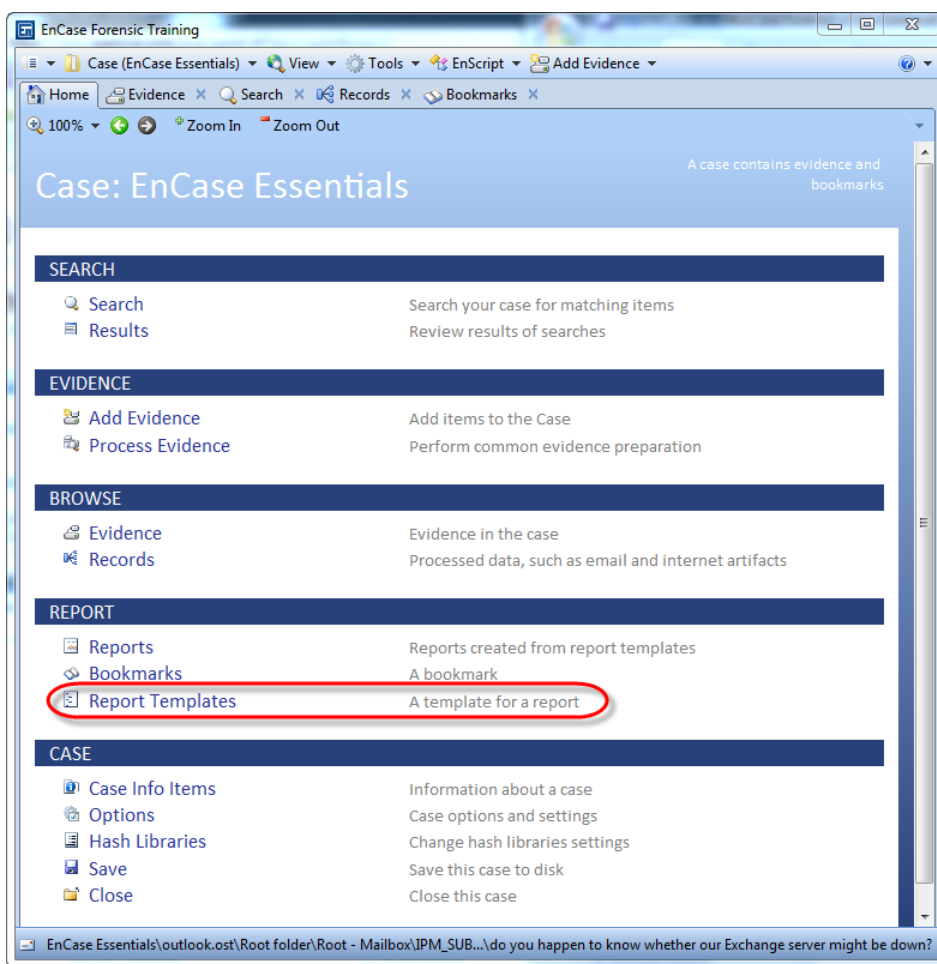 EnCase Forensic Training
Case (EnCase Essentials) View Tools EnScript Add Evidence
Home Evidence Search Records Bookmarks
100% Zoom In Zoom Out
Case: EnCase Essentials
A case contains evidence and
bookmarks
SEARCH
Search Search your case for matching items
Results Review results of searches
EVIDENCE
Add Evidence Add items to the Case
Process Evidence Perform common evidence preparation
BROWSE
Evidence Evidence in the case
Records Processed data, such as email and internet artifacts
REPORT
Reports Reports created from report templates
Bookmarks A bookmark
Report Templates A template for a report
CASE
Case Info Items Information about a case
Options Case options and settings
Hash Libraries Change hash libraries settings
Save Save this case to disk
Close Close this case
EnCase Essentials\outlook.ost\Root folder\Root - Mailbox\IPM_SUB...\do you happen to know whether our Exchange server might be down?